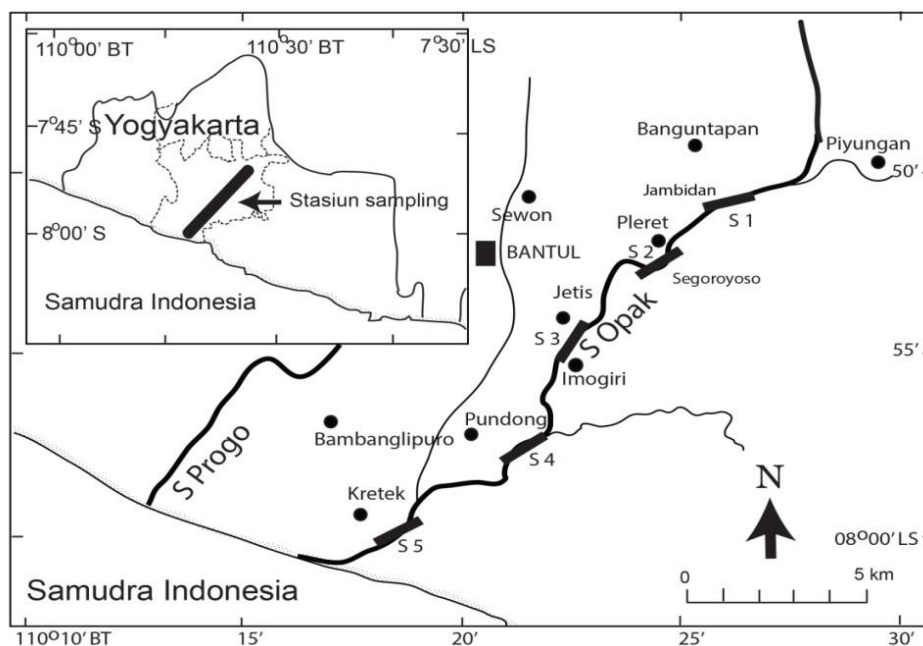 110° 00' BT
110° 30' BT
7° 30' LS
7° 45' S
Yogyakarta
Stasiun sampling
8° 00' S
Samudra Indonesia
Banguntapan
Piyungan
50'
Jambidan
S 1
Sewon
Pleret
S 2
BANTUL
Segoroyoso
Jetis
S 3
S Opak
55'
Imogiri
Pundong
Bambanglipuro
S 4
S Progo
Kretek
N
S 5
08° 00' LS
0
5 km
Samudra Indonesia
110° 10' BT
15'
20'
25'
30'